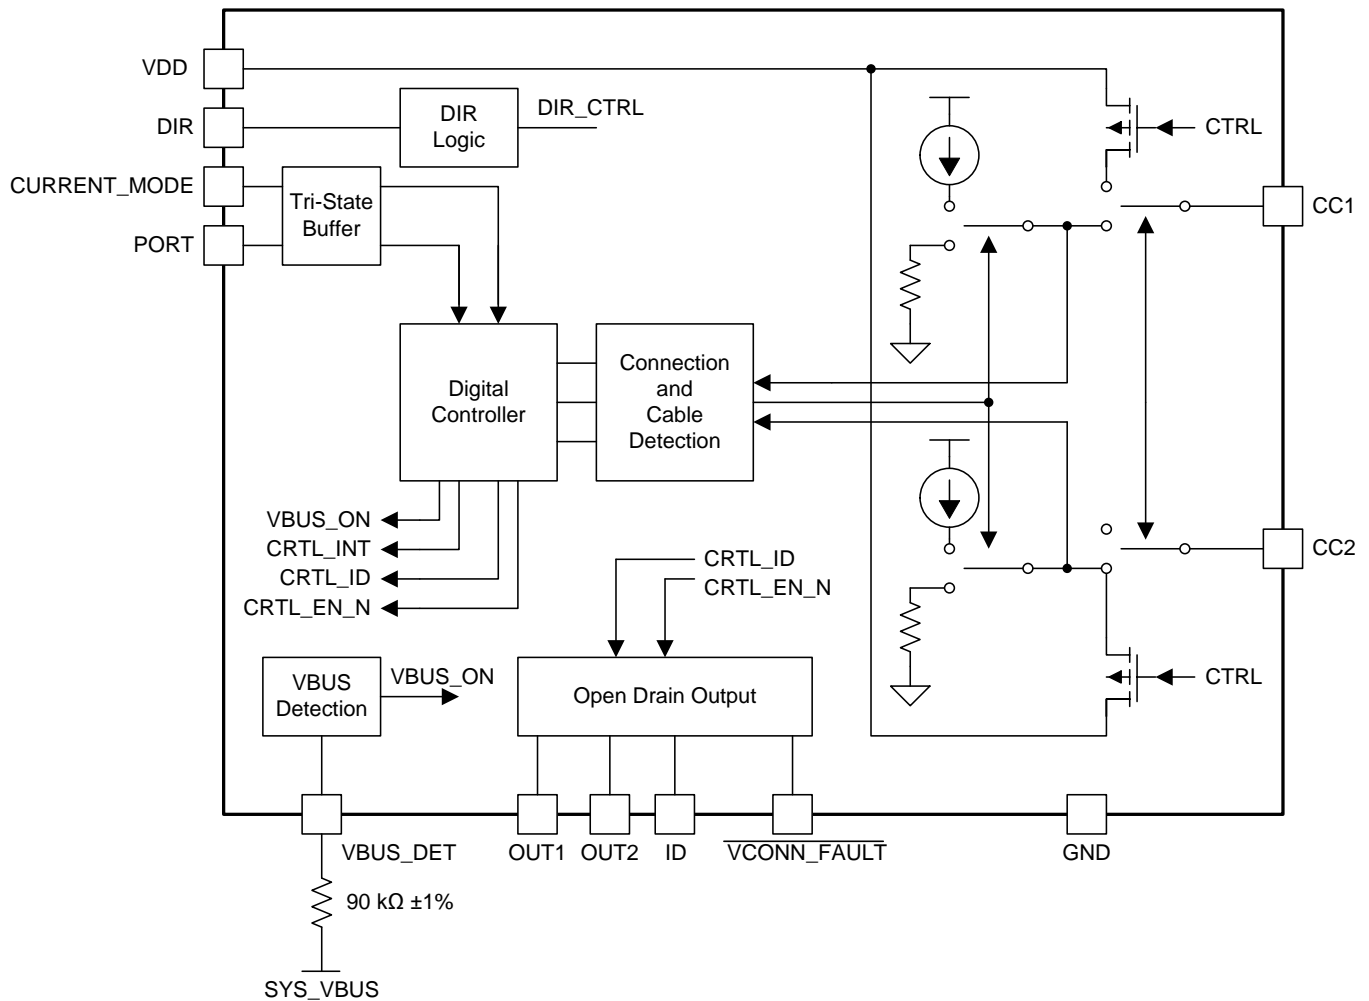 VDD
DIR
DIR
Logic
DIR_CTRL
CTRL
CURRENT_MODE
Tri-State
Buffer
PORT
CC1
Digital
Controller
Connection
and
Cable
Detection
VBUS_ON
CRTL_INT
CRTL_ID
CRTL_EN_N
CRTL_ID
CRTL_EN_N
CC2
VBUS
Detection
VBUS_ON
Open Drain Output
CTRL
VBUS_DET
OUT1
OUT2
ID
VCONN_FAULT
GND
90 kΩ ±1%
SYS_VBUS